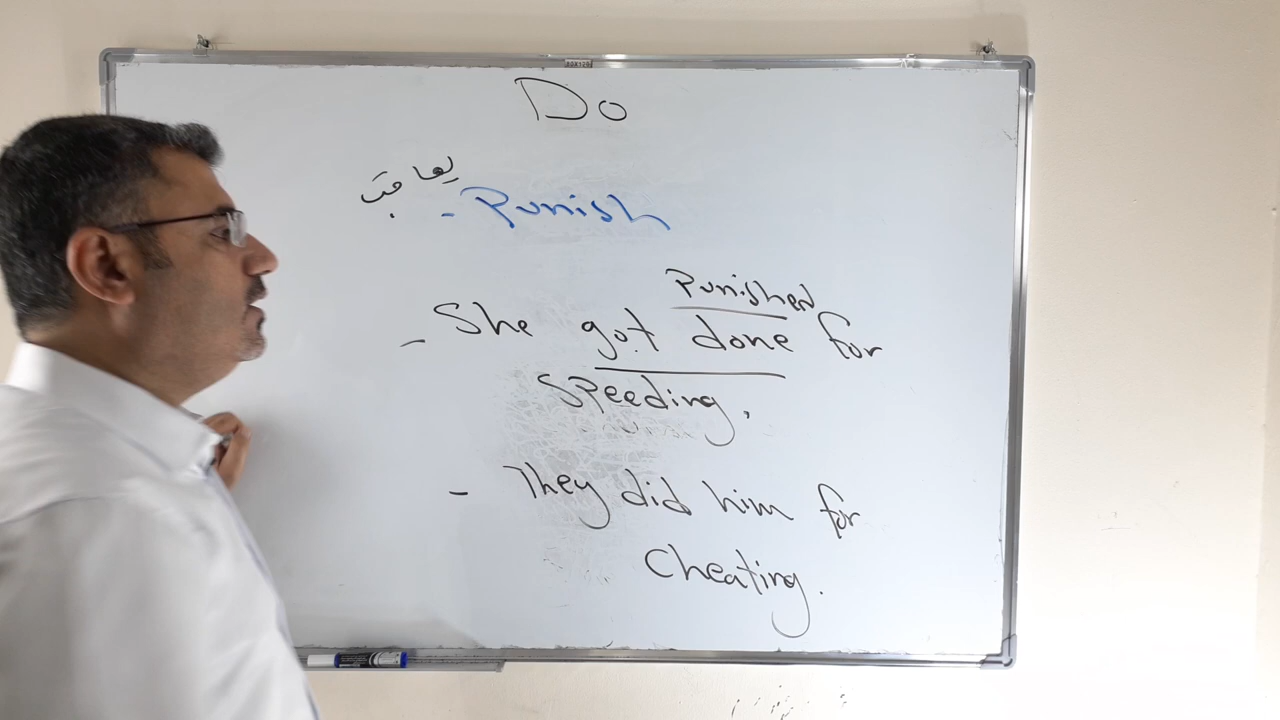 Do
يعاقب
- Punish
Punished
- She got done for
speeding.
- They did him for
cheating.